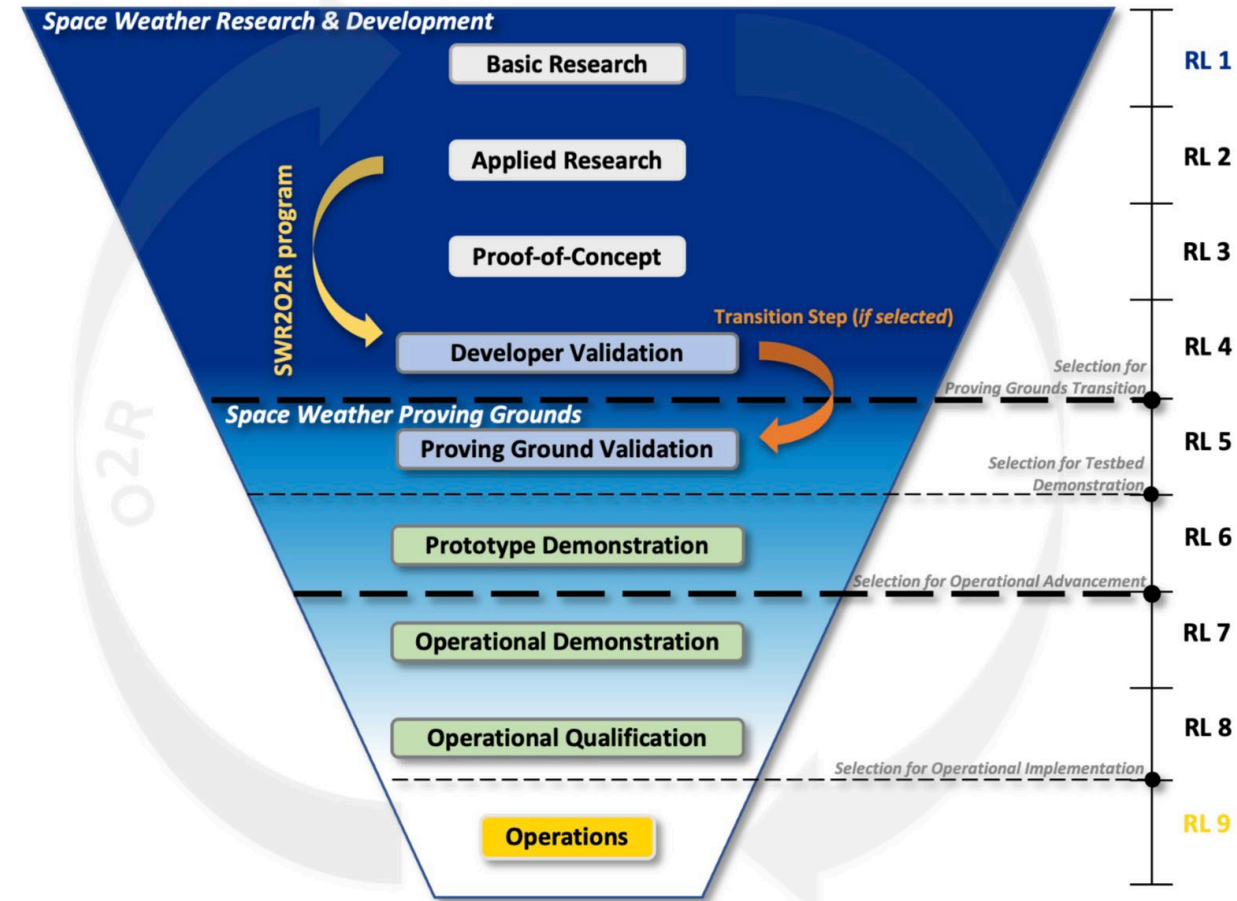 Space Weather Research & Development
Basic Research
RL 1
Applied Research
RL 2
SWR2O2R program
Proof-of-Concept
RL 3
Transition Step (if selected)
Developer Validation
RL 4
Selection for
Proving Grounds Transition
Space Weather Proving Grounds
Proving Ground Validation
RL 5
O2R
Selection for Testbed
Demonstration
Prototype Demonstration
RL 6
Selection for Operational Advancement
Operational Demonstration
RL 7
Operational Qualification
RL 8
Selection for Operational Implementation
Operations
RL 9